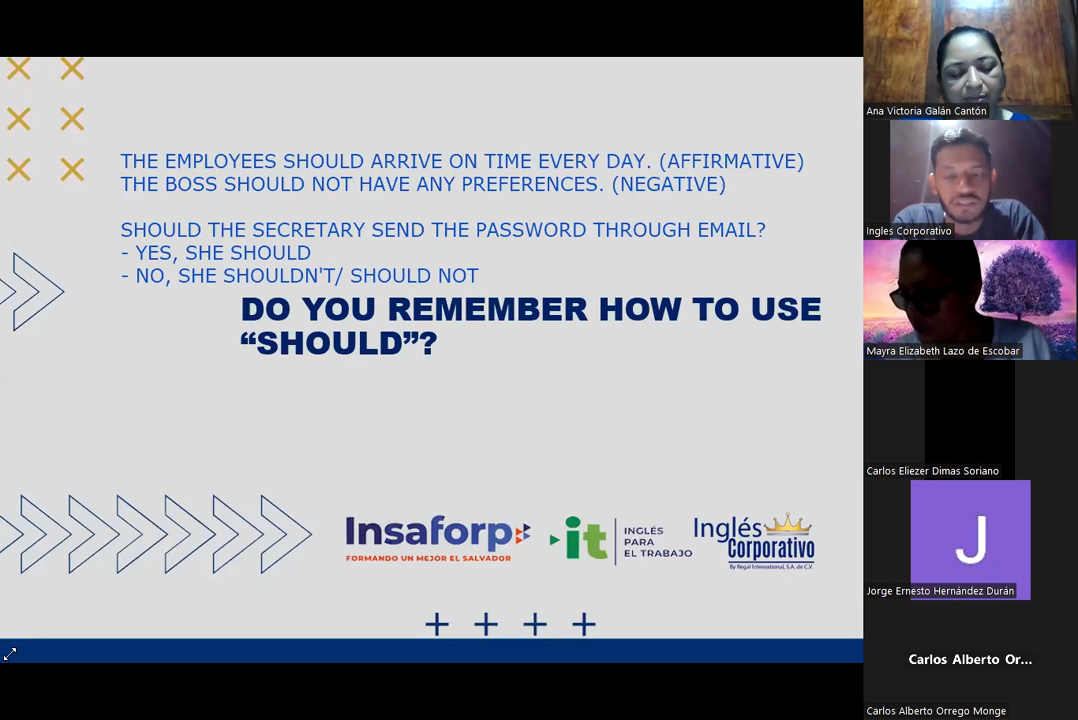 THE EMPLOYEES SHOULD ARRIVE ON TIME EVERY DAY. (AFFIRMATIVE)
THE BOSS SHOULD NOT HAVE ANY PREFERENCES. (NEGATIVE)
SHOULD THE SECRETARY SEND THE PASSWORD THROUGH EMAIL?
- YES, SHE SHOULD
- NO, SHE SHOULDN'T/ SHOULD NOT
DO YOU REMEMBER HOW TO USE
“SHOULD”?
Insaforp
FORMANDO UN MEJOR EL SALVADOR
it
INGLÉS
PARA
EL TRABAJO
Inglés
Corporativo
By Regal International, S.A. de C.V.
Ana Victoria Galán Cantón
Ingles Corporativo
Mayra Elizabeth Lazo de Escobar
Carlos Eliezer Dimas Soriano
J
Jorge Ernesto Hernández Durán
Carlos Alberto Or...
Carlos Alberto Orrego Monge